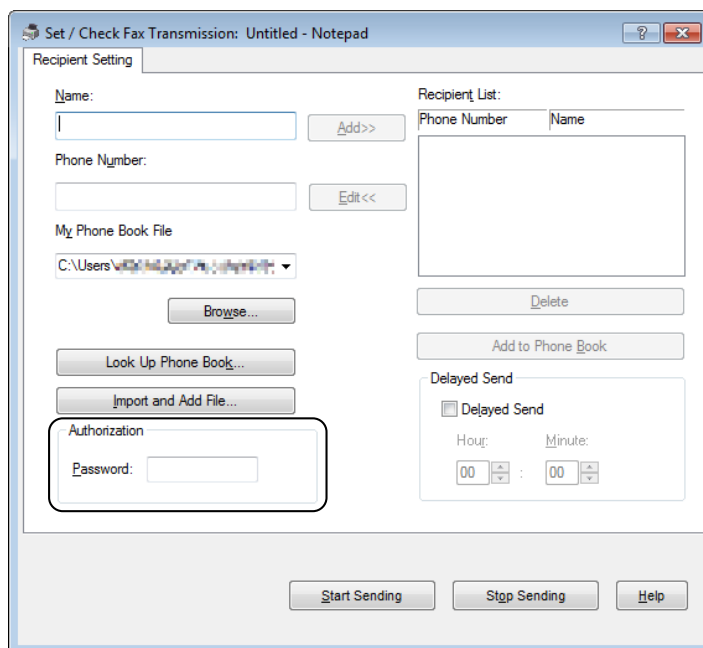 Set / Check Fax Transmission: Untitled - Notepad
?
Recipient Setting
Name:
Add>>
Phone Number:
Edit<<
My Phone Book File
C:\Users\
Browse...
Look Up Phone Book...
Import and Add File...
Authorization
Password:
Recipient List:
Phone Number Name
Delete
Add to Phone Book
Delayed Send
Delayed Send
Hour: Minute:
00 : 00
Start Sending Stop Sending Help